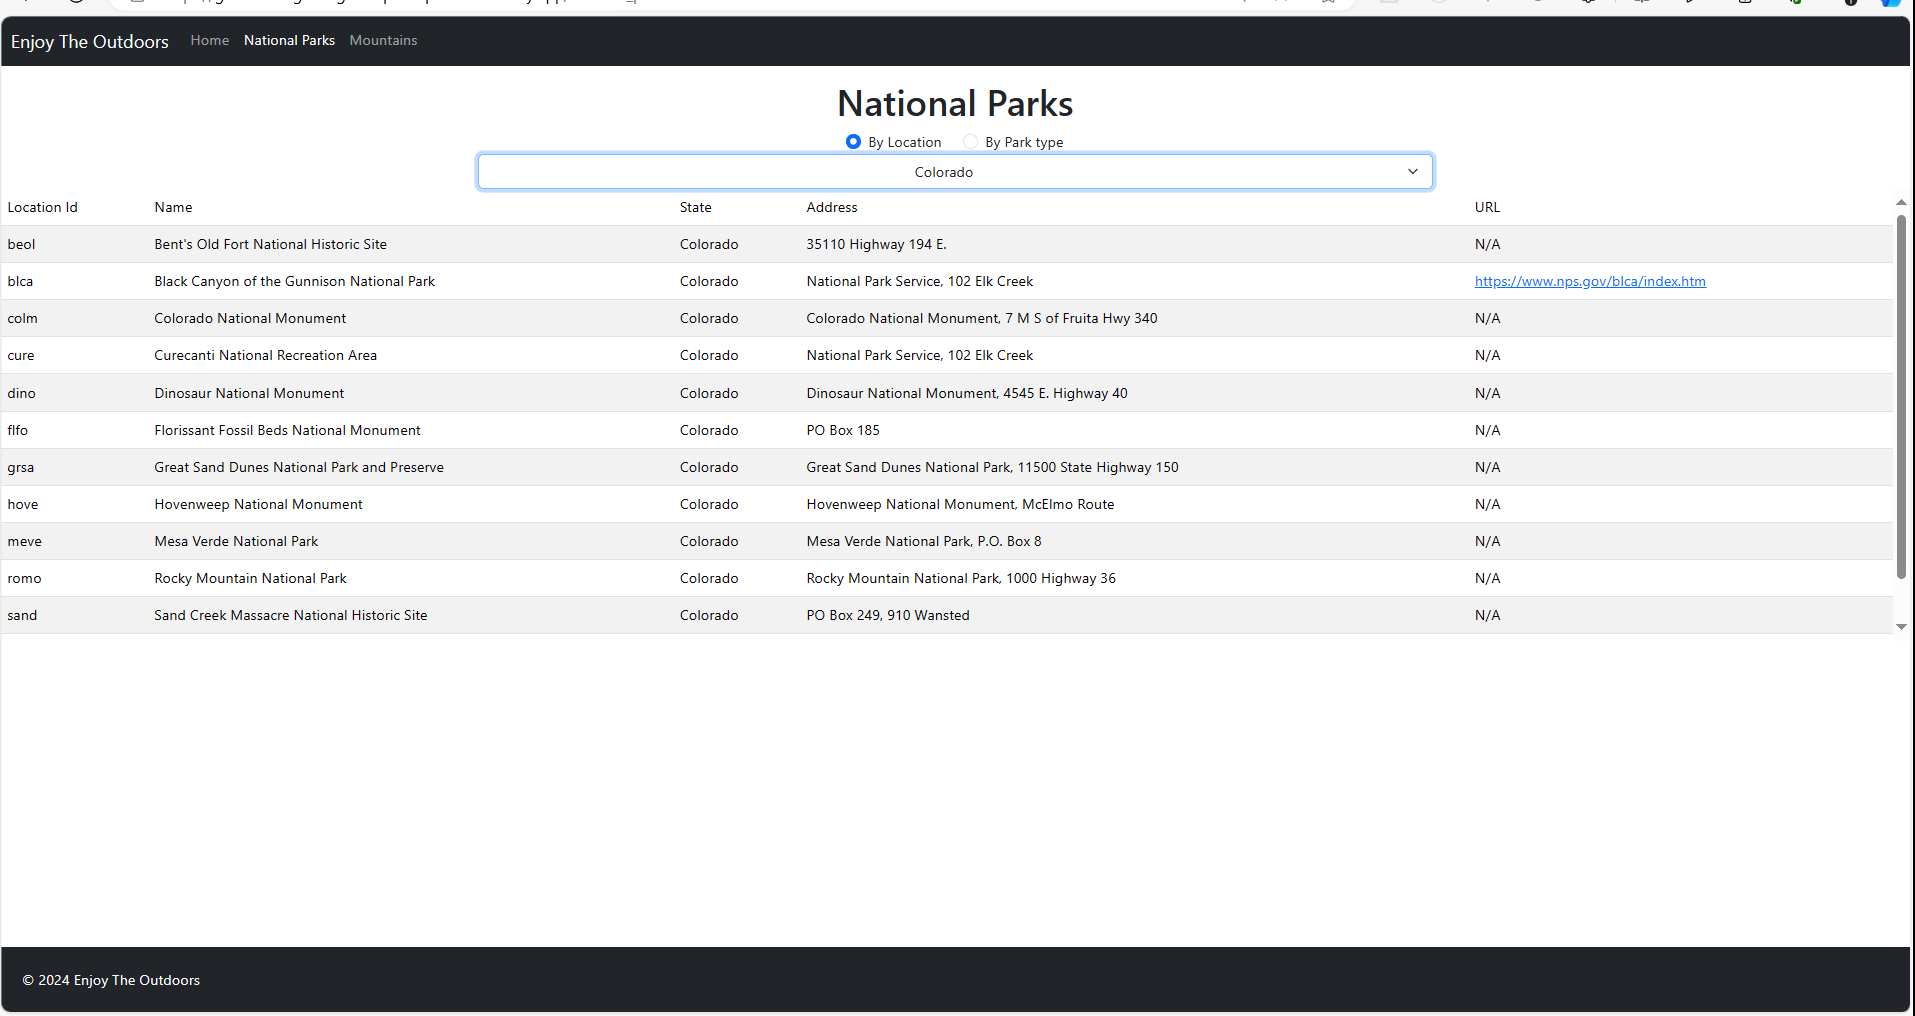 Enjoy The Outdoors Home National Parks Mountains
National Parks
By Location By Park type
Colorado
Location Id Name State Address URL
beol Bent's Old Fort National Historic Site Colorado 35110 Highway 194 E. N/A
blca Black Canyon of the Gunnison National Park Colorado National Park Service, 102 Elk Creek https://www.nps.gov/blca/index.htm
colm Colorado National Monument Colorado Colorado National Monument, 7 M S of Fruita Hwy 340 N/A
cure Curecanti National Recreation Area Colorado National Park Service, 102 Elk Creek N/A
dino Dinosaur National Monument Colorado Dinosaur National Monument, 4545 E. Highway 40 N/A
flfo Florissant Fossil Beds National Monument Colorado PO Box 185 N/A
grsa Great Sand Dunes National Park and Preserve Colorado Great Sand Dunes National Park, 11500 State Highway 150 N/A
hove Hovenweep National Monument Colorado Hovenweep National Monument, McElmo Route N/A
meve Mesa Verde National Park Colorado Mesa Verde National Park, P.O. Box 8 N/A
romo Rocky Mountain National Park Colorado Rocky Mountain National Park, 1000 Highway 36 N/A
sand Sand Creek Massacre National Historic Site Colorado PO Box 249, 910 Wansted N/A
© 2024 Enjoy The Outdoors